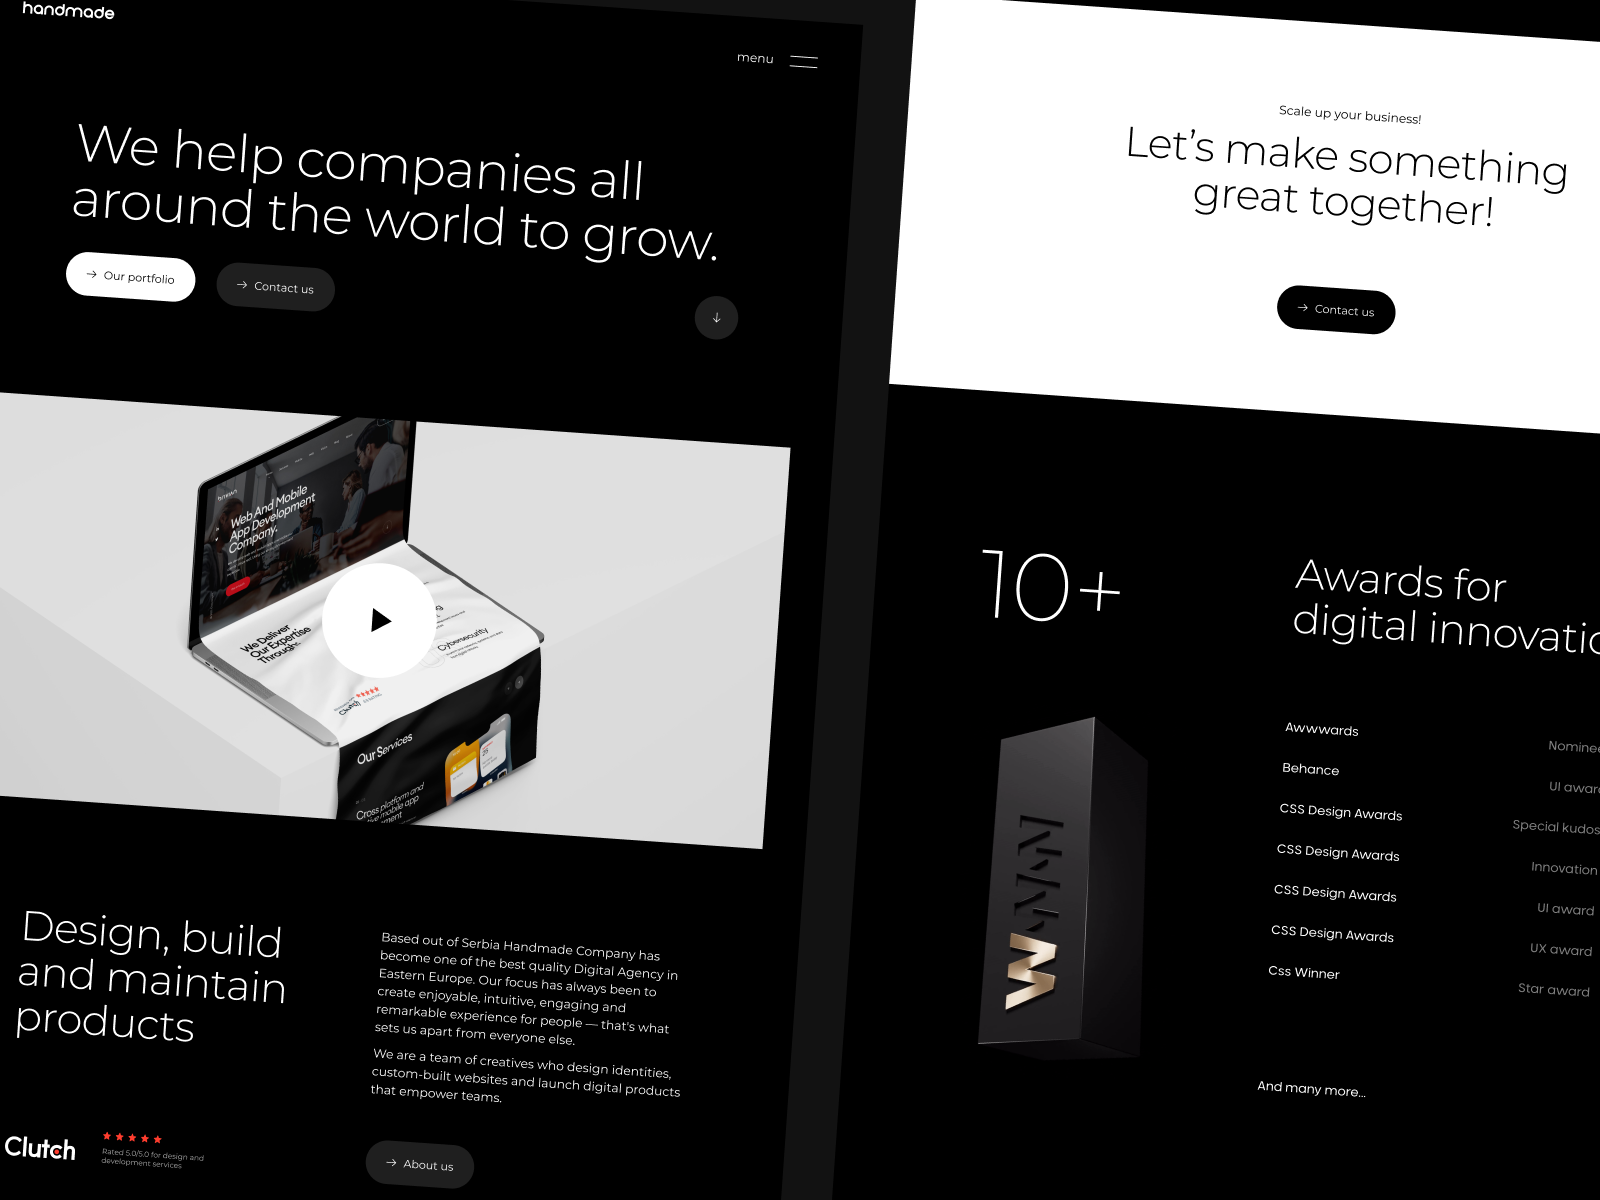 handmade
menu
We help companies all
around the world to grow.
Our portfolio
Contact us
Web And Mobile
App Development
Company.
We Deliver
Our Expertise
Through:
Cybersecurity
Clutch
Our Services
Cross platform and
mobile app
Design, build
and maintain
products
Based out of Serbia Handmade Company has
become one of the best quality Digital Agency in
Eastern Europe. Our focus has always been to
create enjoyable, intuitive, engaging and
remarkable experience for people — that's what
sets us apart from everyone else.
We are a team of creatives who design identities,
custom-built websites and launch digital products
that empower teams.
Clutch
Rated 5.0/5.0 for design and
development services
About us
Scale up your business!
Let's make something
great together!
Contact us
10+
Awards for
digital innovatio
W
Awwwards
Nominee
Behance
UI awar
CSS Design Awards
Special kudos
CSS Design Awards
Innovation
CSS Design Awards
UI award
CSS Design Awards
UX award
Css Winner
Star award
And many more...